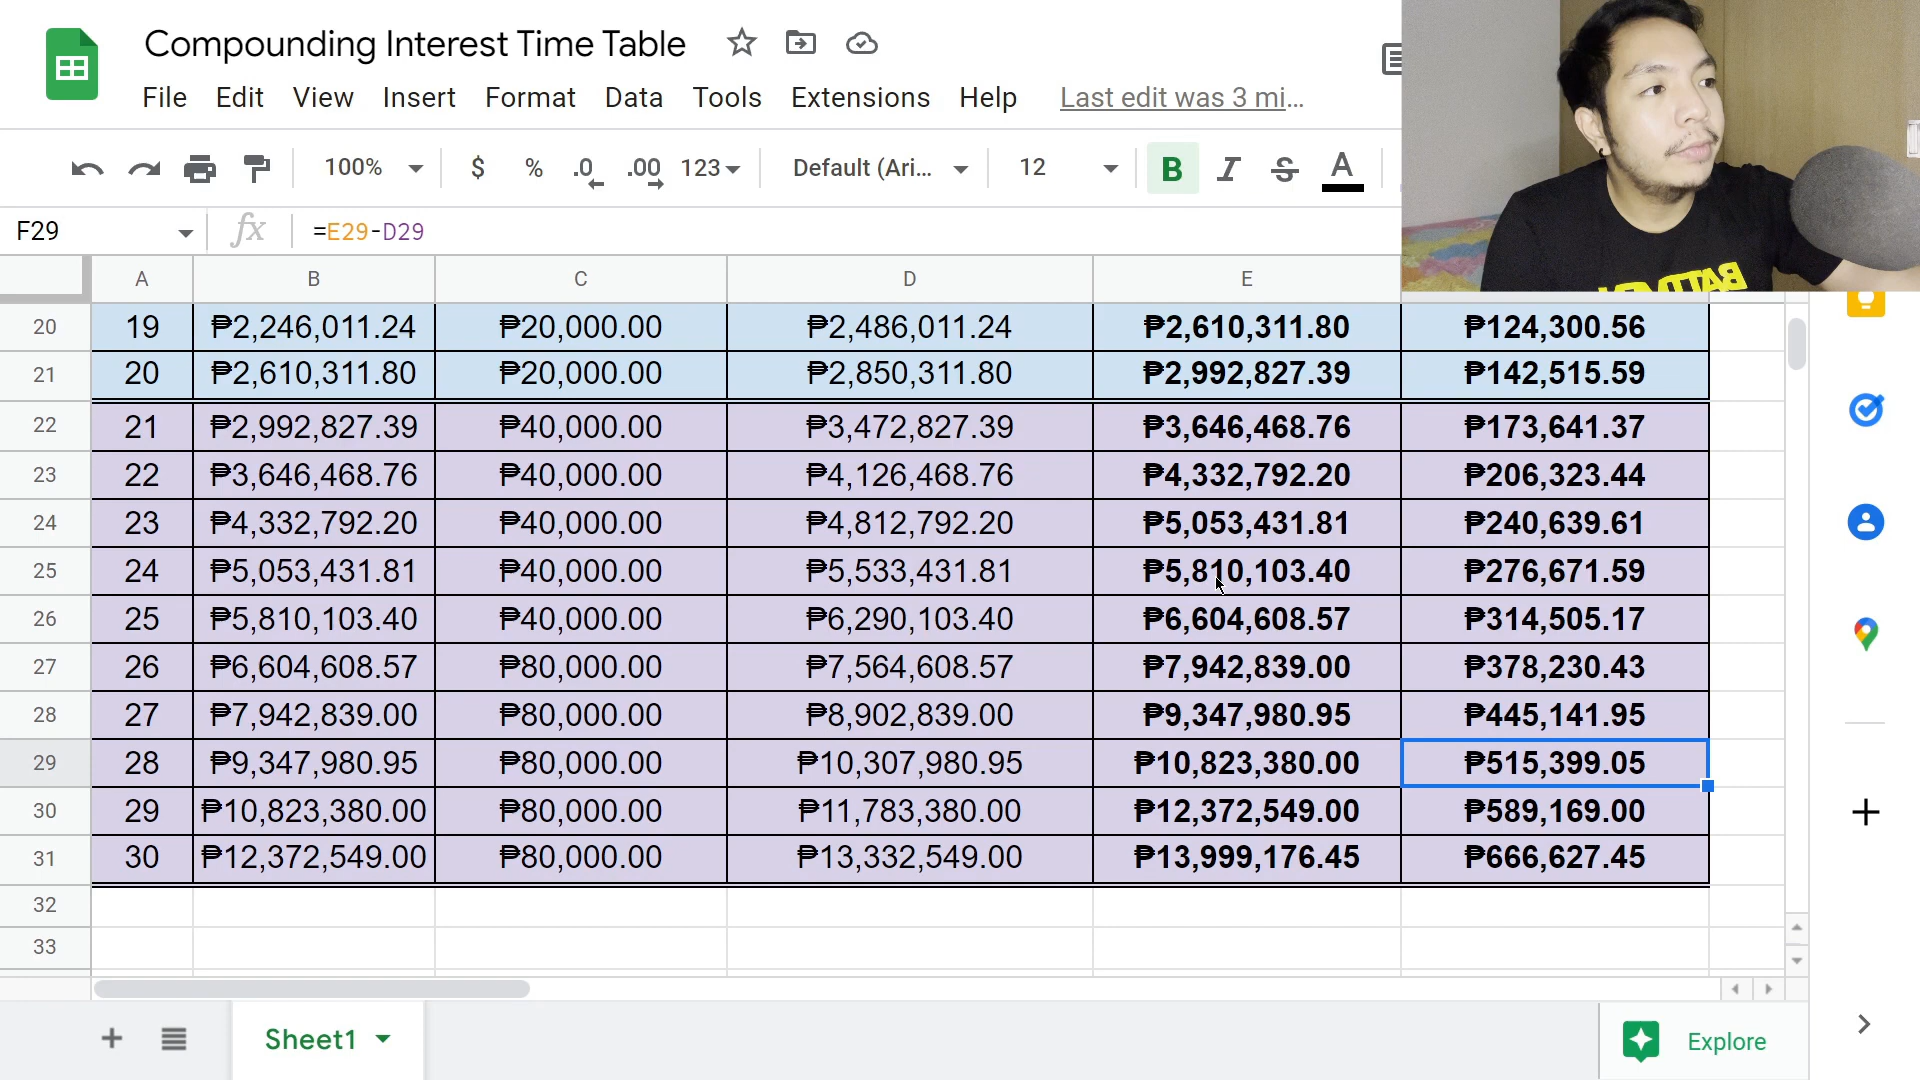 Compounding Interest Time Table
File Edit View Insert Format Data Tools Extensions Help Last edit was 3 mi...
100% $ % .0 .00 123 Default (Ari... 12 B I S A
F29 fx =E29-D29
A B C D E
20 19 ₱2,246,011.24 ₱20,000.00 ₱2,486,011.24 ₱2,610,311.80 ₱124,300.56
21 20 ₱2,610,311.80 ₱20,000.00 ₱2,850,311.80 ₱2,992,827.39 ₱142,515.59
22 21 ₱2,992,827.39 ₱40,000.00 ₱3,472,827.39 ₱3,646,468.76 ₱173,641.37
23 22 ₱3,646,468.76 ₱40,000.00 ₱4,126,468.76 ₱4,332,792.20 ₱206,323.44
24 23 ₱4,332,792.20 ₱40,000.00 ₱4,812,792.20 ₱5,053,431.81 ₱240,639.61
25 24 ₱5,053,431.81 ₱40,000.00 ₱5,533,431.81 ₱5,810,103.40 ₱276,671.59
26 25 ₱5,810,103.40 ₱40,000.00 ₱6,290,103.40 ₱6,604,608.57 ₱314,505.17
27 26 ₱6,604,608.57 ₱80,000.00 ₱7,564,608.57 ₱7,942,839.00 ₱378,230.43
28 27 ₱7,942,839.00 ₱80,000.00 ₱8,902,839.00 ₱9,347,980.95 ₱445,141.95
29 28 ₱9,347,980.95 ₱80,000.00 ₱10,307,980.95 ₱10,823,380.00 ₱515,399.05
30 29 ₱10,823,380.00 ₱80,000.00 ₱11,783,380.00 ₱12,372,549.00 ₱589,169.00
31 30 ₱12,372,549.00 ₱80,000.00 ₱13,332,549.00 ₱13,999,176.45 ₱666,627.45
32
33
Sheet1 Explore